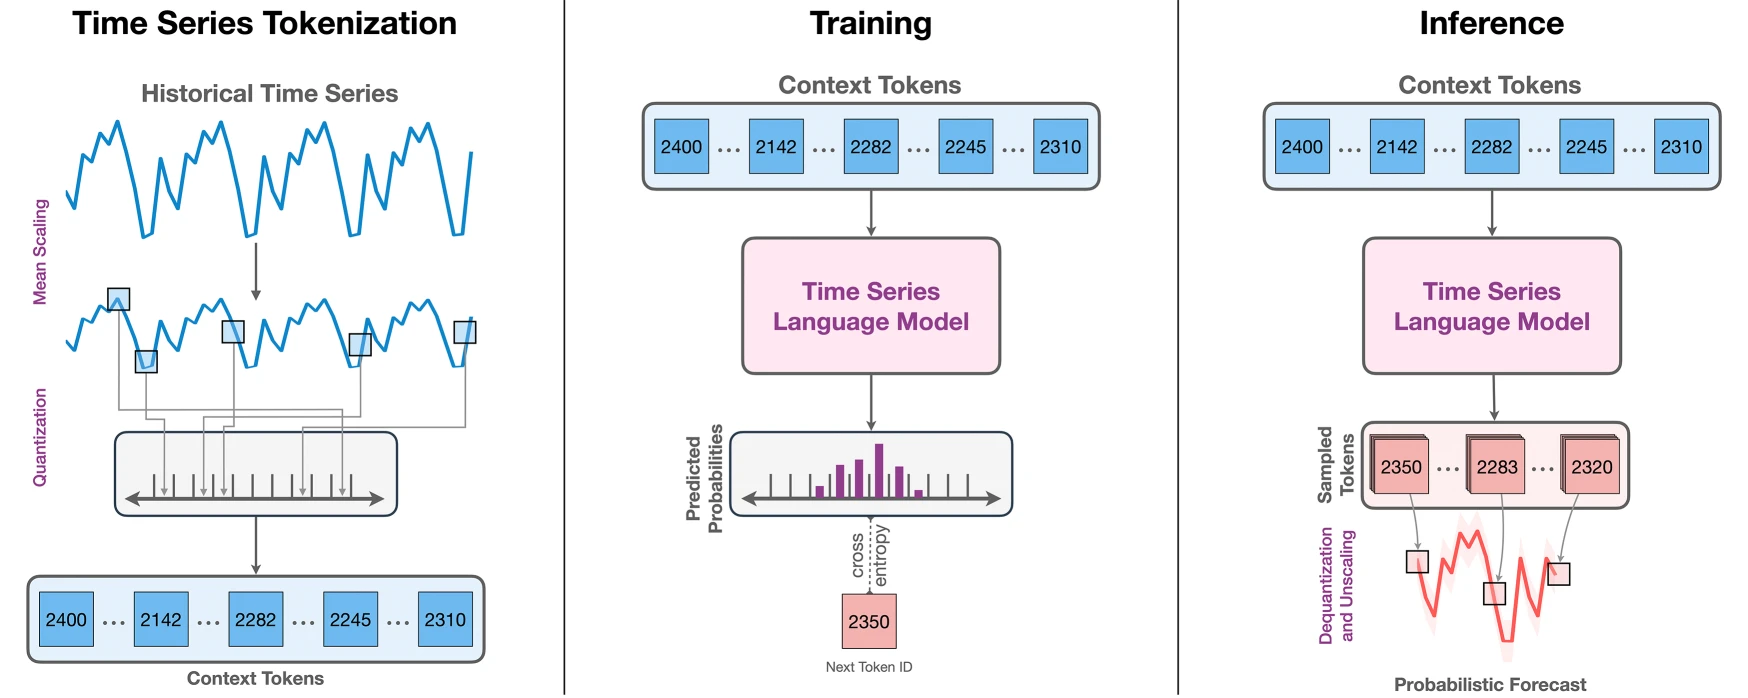 Time Series Tokenization
Historical Time Series
Mean Scaling
Quantization
2400 ... 2142 ... 2282 ... 2245 ... 2310
Context Tokens
Training
Context Tokens
2400 ... 2142 ... 2282 ... 2245 ... 2310
Time Series
Language Model
Predicted
Probabilities
cross
entropy
2350
Next Token ID
Inference
Context Tokens
2400 ... 2142 ... 2282 ... 2245 ... 2310
Time Series
Language Model
Sampled
Tokens
2350 ... 2283 ... 2320
Dequantization
and Unscaling
Probabilistic Forecast